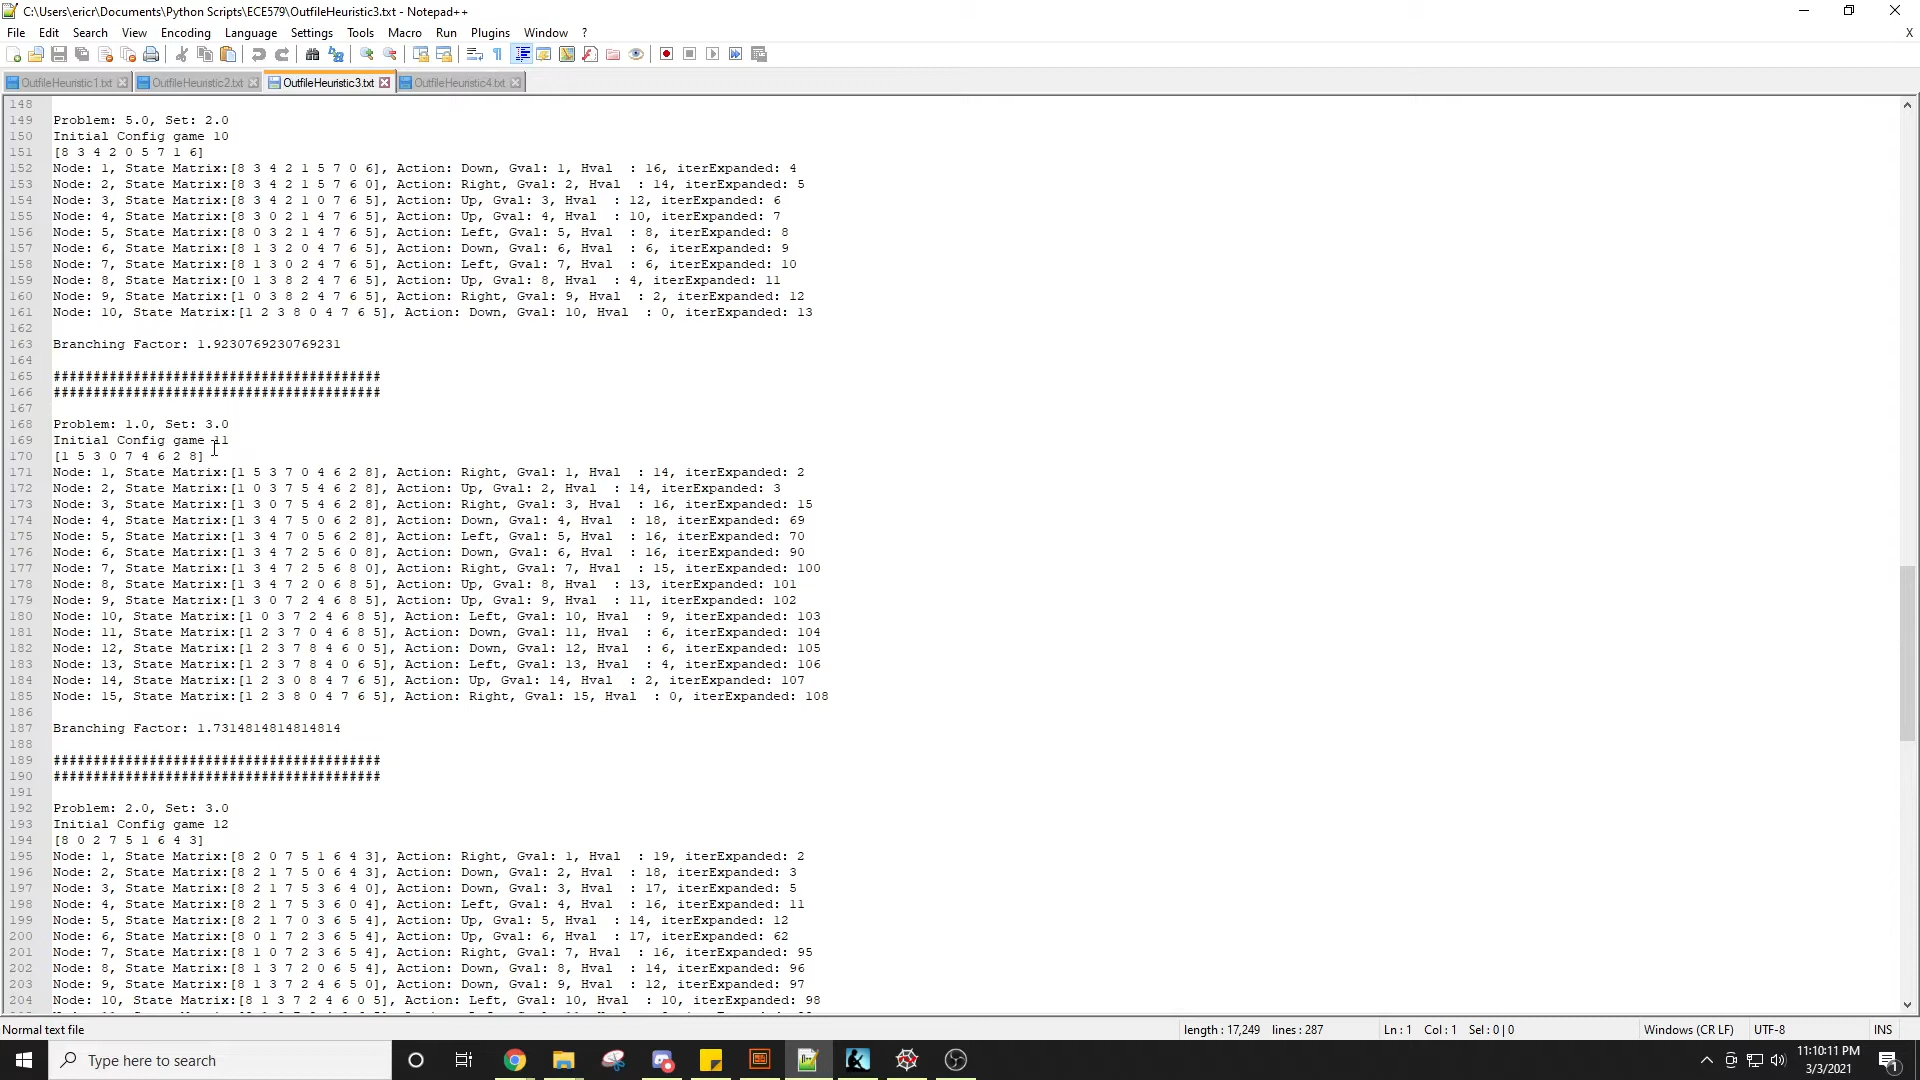 C:\Users\ericr\Documents\Python Scripts\ECE579\OutfileHeuristic3.txt - Notepad++
File Edit Search View Encoding Language Settings Tools Macro Run Plugins Window ? X
OutfileHeuristic1.txt OutfileHeuristic2.txt OutfileHeuristic3.txt OutfileHeuristic4.txt
148
149 Problem: 5.0, Set: 2.0
150 Initial Config game 10
151 [8 3 4 2 0 5 7 1 6]
152 Node: 1, State Matrix:[8 3 4 2 1 5 7 0 6], Action: Down, Gval: 1, Hval  : 16, iterExpanded: 4
153 Node: 2, State Matrix:[8 3 4 2 1 5 7 6 0], Action: Right, Gval: 2, Hval  : 14, iterExpanded: 5
154 Node: 3, State Matrix:[8 3 4 2 1 0 7 6 5], Action: Up, Gval: 3, Hval  : 12, iterExpanded: 6
155 Node: 4, State Matrix:[8 3 0 2 1 4 7 6 5], Action: Up, Gval: 4, Hval  : 10, iterExpanded: 7
156 Node: 5, State Matrix:[8 0 3 2 1 4 7 6 5], Action: Left, Gval: 5, Hval  : 8, iterExpanded: 8
157 Node: 6, State Matrix:[8 1 3 2 0 4 7 6 5], Action: Down, Gval: 6, Hval  : 6, iterExpanded: 9
158 Node: 7, State Matrix:[8 1 3 0 2 4 7 6 5], Action: Left, Gval: 7, Hval  : 6, iterExpanded: 10
159 Node: 8, State Matrix:[0 1 3 8 2 4 7 6 5], Action: Up, Gval: 8, Hval  : 4, iterExpanded: 11
160 Node: 9, State Matrix:[1 0 3 8 2 4 7 6 5], Action: Right, Gval: 9, Hval  : 2, iterExpanded: 12
161 Node: 10, State Matrix:[1 2 3 8 0 4 7 6 5], Action: Down, Gval: 10, Hval  : 0, iterExpanded: 13
162
163 Branching Factor: 1.9230769230769231
164
165 #########################################
166 #########################################
167
168 Problem: 1.0, Set: 3.0
169 Initial Config game 11
170 [1 5 3 0 7 4 6 2 8]
171 Node: 1, State Matrix:[1 5 3 7 0 4 6 2 8], Action: Right, Gval: 1, Hval  : 14, iterExpanded: 2
172 Node: 2, State Matrix:[1 0 3 7 5 4 6 2 8], Action: Up, Gval: 2, Hval  : 14, iterExpanded: 3
173 Node: 3, State Matrix:[1 3 0 7 5 4 6 2 8], Action: Right, Gval: 3, Hval  : 16, iterExpanded: 15
174 Node: 4, State Matrix:[1 3 4 7 5 0 6 2 8], Action: Down, Gval: 4, Hval  : 18, iterExpanded: 69
175 Node: 5, State Matrix:[1 3 4 7 0 5 6 2 8], Action: Left, Gval: 5, Hval  : 16, iterExpanded: 70
176 Node: 6, State Matrix:[1 3 4 7 2 5 6 0 8], Action: Down, Gval: 6, Hval  : 16, iterExpanded: 90
177 Node: 7, State Matrix:[1 3 4 7 2 5 6 8 0], Action: Right, Gval: 7, Hval  : 15, iterExpanded: 100
178 Node: 8, State Matrix:[1 3 4 7 2 0 6 8 5], Action: Up, Gval: 8, Hval  : 13, iterExpanded: 101
179 Node: 9, State Matrix:[1 3 0 7 2 4 6 8 5], Action: Up, Gval: 9, Hval  : 11, iterExpanded: 102
180 Node: 10, State Matrix:[1 0 3 7 2 4 6 8 5], Action: Left, Gval: 10, Hval  : 9, iterExpanded: 103
181 Node: 11, State Matrix:[1 2 3 7 0 4 6 8 5], Action: Down, Gval: 11, Hval  : 6, iterExpanded: 104
182 Node: 12, State Matrix:[1 2 3 7 8 4 6 0 5], Action: Down, Gval: 12, Hval  : 6, iterExpanded: 105
183 Node: 13, State Matrix:[1 2 3 7 8 4 0 6 5], Action: Left, Gval: 13, Hval  : 4, iterExpanded: 106
184 Node: 14, State Matrix:[1 2 3 0 8 4 7 6 5], Action: Up, Gval: 14, Hval  : 2, iterExpanded: 107
185 Node: 15, State Matrix:[1 2 3 8 0 4 7 6 5], Action: Right, Gval: 15, Hval  : 0, iterExpanded: 108
186
187 Branching Factor: 1.7314814814814814
188
189 #########################################
190 #########################################
191
192 Problem: 2.0, Set: 3.0
193 Initial Config game 12
194 [8 0 2 7 5 1 6 4 3]
195 Node: 1, State Matrix:[8 2 0 7 5 1 6 4 3], Action: Right, Gval: 1, Hval  : 19, iterExpanded: 2
196 Node: 2, State Matrix:[8 2 1 7 5 0 6 4 3], Action: Down, Gval: 2, Hval  : 18, iterExpanded: 3
197 Node: 3, State Matrix:[8 2 1 7 5 3 6 4 0], Action: Down, Gval: 3, Hval  : 17, iterExpanded: 5
198 Node: 4, State Matrix:[8 2 1 7 5 3 6 0 4], Action: Left, Gval: 4, Hval  : 16, iterExpanded: 11
199 Node: 5, State Matrix:[8 2 1 7 0 3 6 5 4], Action: Up, Gval: 5, Hval  : 14, iterExpanded: 12
200 Node: 6, State Matrix:[8 0 1 7 2 3 6 5 4], Action: Up, Gval: 6, Hval  : 17, iterExpanded: 62
201 Node: 7, State Matrix:[8 1 0 7 2 3 6 5 4], Action: Right, Gval: 7, Hval  : 16, iterExpanded: 95
202 Node: 8, State Matrix:[8 1 3 7 2 0 6 5 4], Action: Down, Gval: 8, Hval  : 14, iterExpanded: 96
203 Node: 9, State Matrix:[8 1 3 7 2 4 6 5 0], Action: Down, Gval: 9, Hval  : 12, iterExpanded: 97
204 Node: 10, State Matrix:[8 1 3 7 2 4 6 0 5], Action: Left, Gval: 10, Hval  : 10, iterExpanded: 98
Normal text file length : 17,249 lines : 287 Ln : 1 Col : 1 Sel : 0 | 0 Windows (CR LF) UTF-8 INS
Type here to search
11:10:11 PM
3/3/2021
1